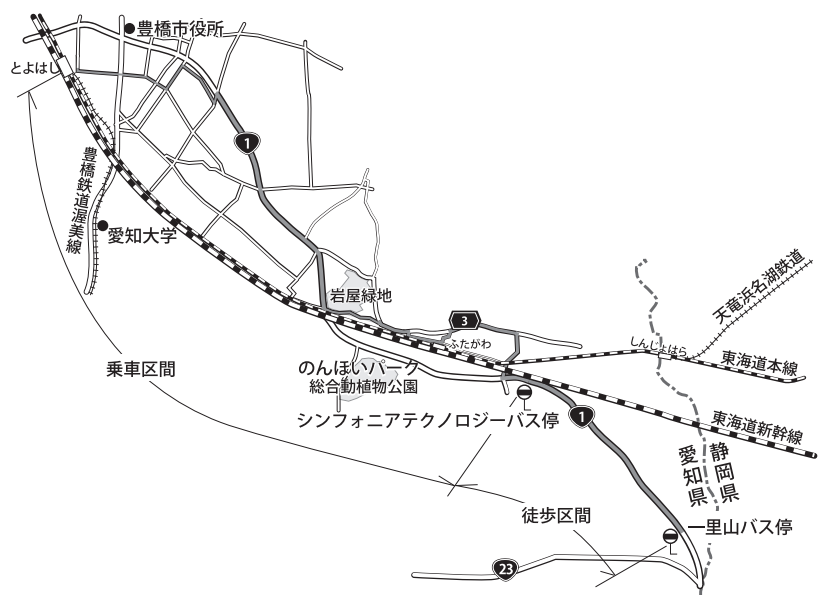 豊橋市役所
とよはし
1
豊橋鉄道渥美線
愛知大学
岩屋緑地
3
ふたがわ
天竜浜名湖鉄道
しんじょはら
東海道本線
乗車区間
のんほいパーク
総合動植物公園
シンフォニアテクノロジーバス停
1
東海道新幹線
愛知県
静岡県
徒歩区間
一里山バス停
23